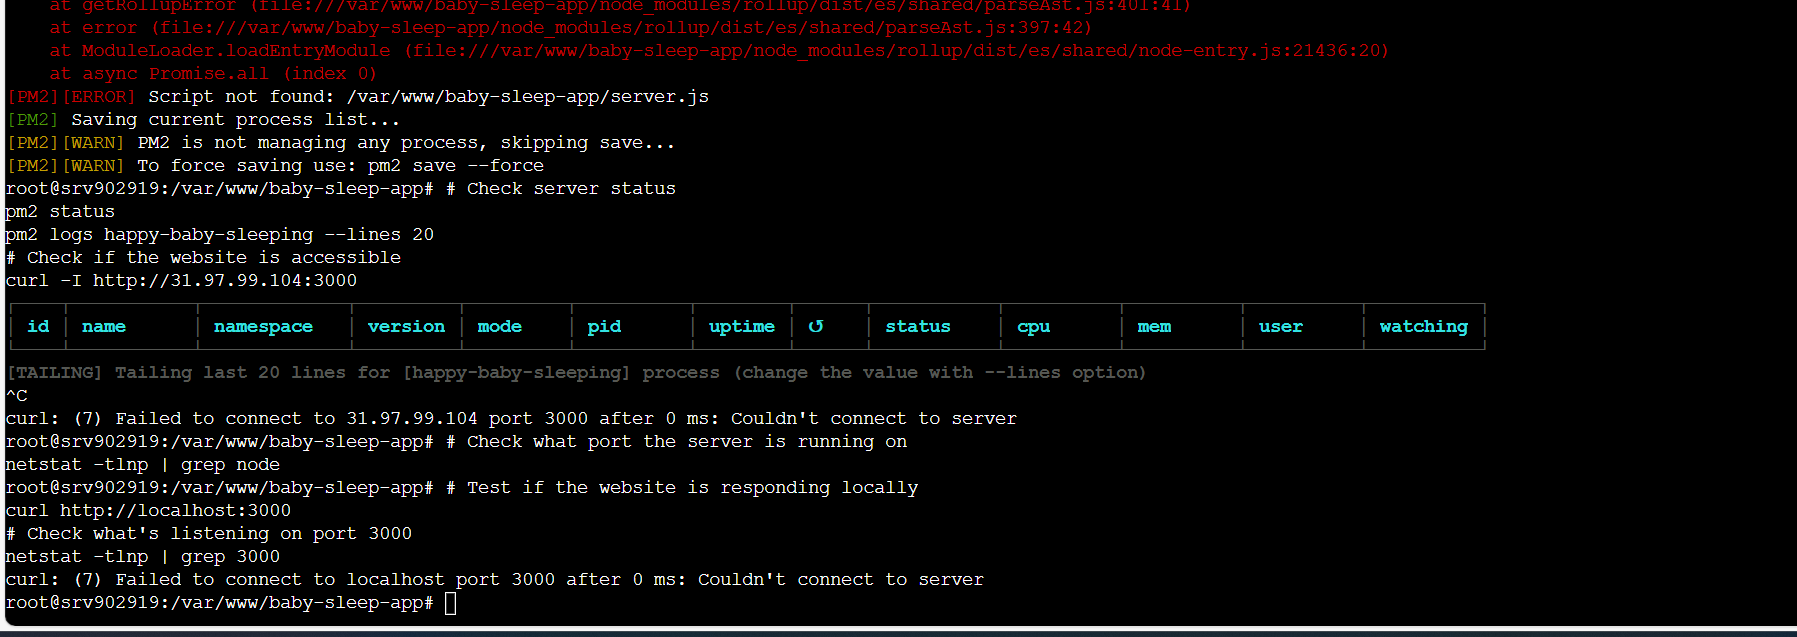 at getRollupError (file:///var/www/baby-sleep-app/node_modules/rollup/dist/es/shared/parseAst.js:401:41)
at error (file:///var/www/baby-sleep-app/node_modules/rollup/dist/es/shared/parseAst.js:397:42)
at ModuleLoader.loadEntryModule (file:///var/www/baby-sleep-app/node_modules/rollup/dist/es/shared/node-entry.js:21436:20)
at async Promise.all (index 0)
[PM2][ERROR] Script not found: /var/www/baby-sleep-app/server.js
[PM2] Saving current process list...
[PM2][WARN] PM2 is not managing any process, skipping save...
[PM2][WARN] To force saving use: pm2 save --force
root@srv902919:/var/www/baby-sleep-app# # Check server status
pm2 status
pm2 logs happy-baby-sleeping --lines 20
# Check if the website is accessible
curl -I http://31.97.99.104:3000
id name namespace version mode pid uptime ↺ status cpu mem user watching
[TAILING] Tailing last 20 lines for [happy-baby-sleeping] process (change the value with --lines option)
^C
curl: (7) Failed to connect to 31.97.99.104 port 3000 after 0 ms: Couldn't connect to server
root@srv902919:/var/www/baby-sleep-app# # Check what port the server is running on
netstat -tlnp | grep node
root@srv902919:/var/www/baby-sleep-app# # Test if the website is responding locally
curl http://localhost:3000
# Check what's listening on port 3000
netstat -tlnp | grep 3000
curl: (7) Failed to connect to localhost port 3000 after 0 ms: Couldn't connect to server
root@srv902919:/var/www/baby-sleep-app#